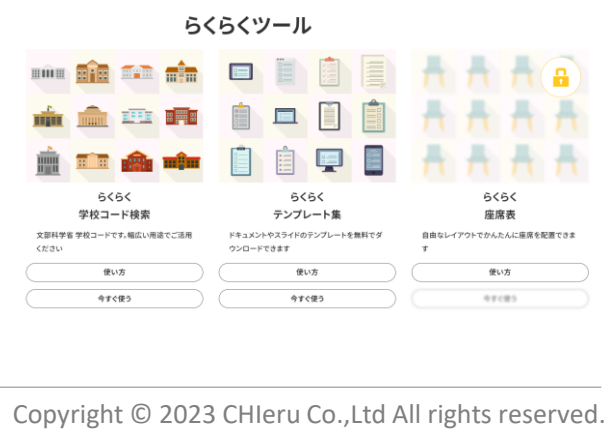 らくらくツール
らくらく
学校コード検索
文部科学省 学校コードです。幅広い用途でご活用
ください
使い方
今すぐ使う
らくらく
テンプレート集
ドキュメントやスライドのテンプレートを無料でダ
ウンロードできます
使い方
今すぐ使う
らくらく
座席表
自由なレイアウトでかんたんに座席を配置できま
す
使い方
今すぐ使う
Copyright © 2023 CHIeru Co.,Ltd All rights reserved.